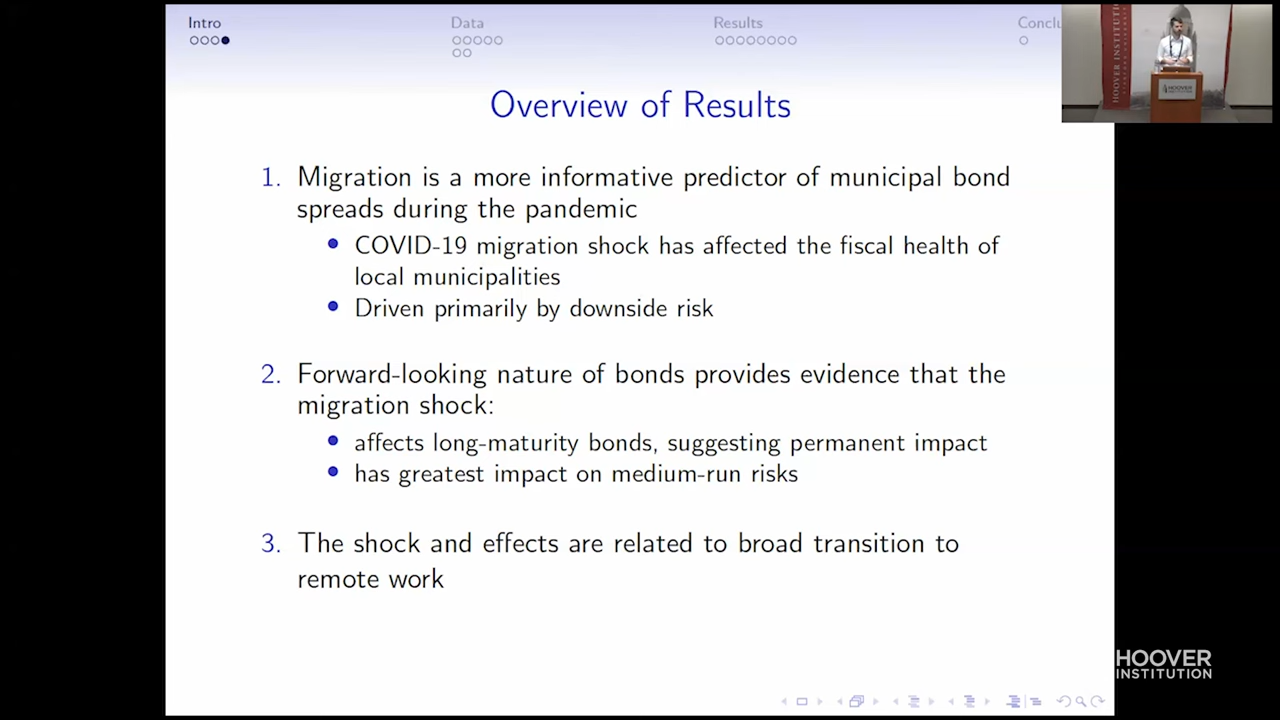 Intro
Data
Results
Conclu
Overview of Results
1. Migration is a more informative predictor of municipal bond
spreads during the pandemic
• COVID-19 migration shock has affected the fiscal health of
local municipalities
• Driven primarily by downside risk
2. Forward-looking nature of bonds provides evidence that the
migration shock:
• affects long-maturity bonds, suggesting permanent impact
• has greatest impact on medium-run risks
3. The shock and effects are related to broad transition to
remote work
HOOVER INSTITUTION
HOOVER
INSTITUTION
HOOVER
INSTITUTION